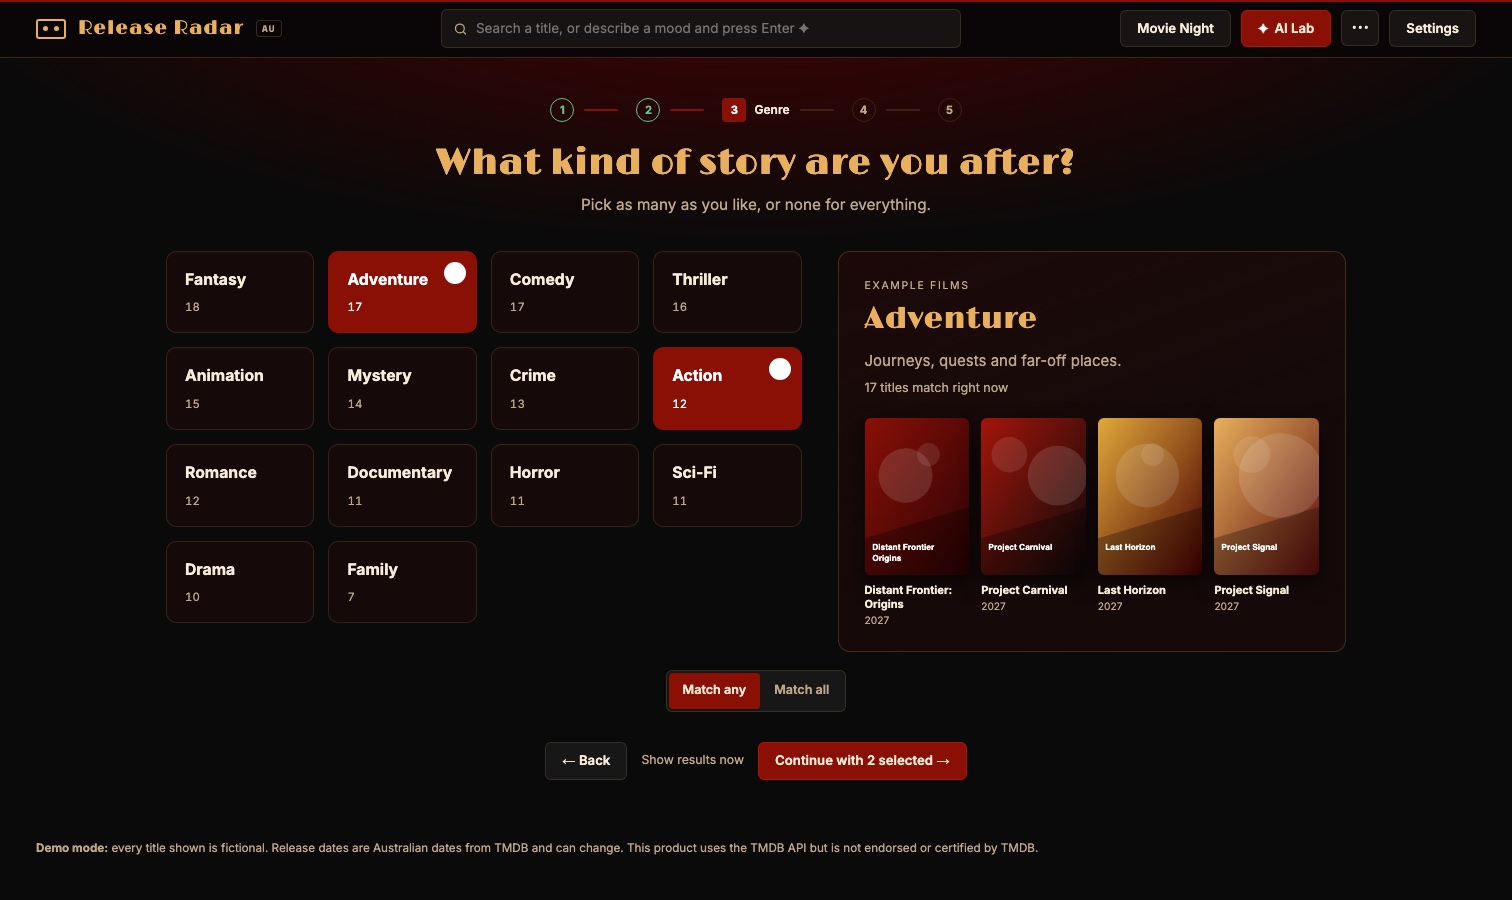 Release Radar AU
Search a title, or describe a mood and press Enter ✦
Movie Night
✦ AI Lab
•••
Settings
1
2
3 Genre
4
5
What kind of story are you after?
Pick as many as you like, or none for everything.
Fantasy
18
Adventure
17
Comedy
17
Thriller
16
Animation
15
Mystery
14
Crime
13
Action
12
Romance
12
Documentary
11
Horror
11
Sci-Fi
11
Drama
10
Family
7
EXAMPLE FILMS
Adventure
Journeys, quests and far-off places.
17 titles match right now
Distant Frontier
Origins
Distant Frontier:
Origins
2027
Project Carnival
Project Carnival
2027
Last Horizon
Last Horizon
2027
Project Signal
Project Signal
2027
Match any
Match all
← Back
Show results now
Continue with 2 selected →
Demo mode: every title shown is fictional. Release dates are Australian dates from TMDB and can change. This product uses the TMDB API but is not endorsed or certified by TMDB.